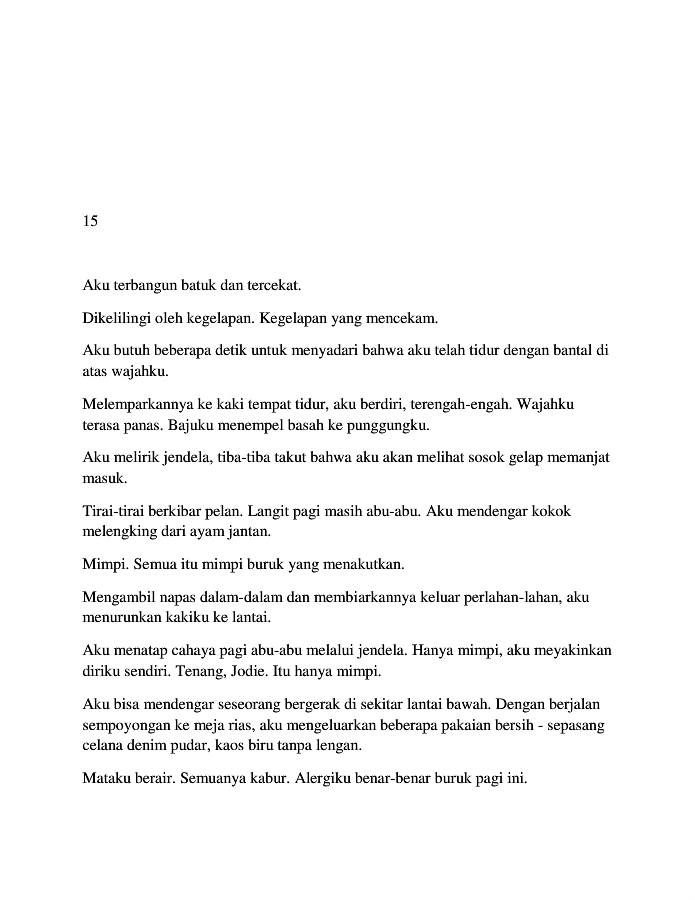 15
Aku terbangun batuk dan tercekat.
Dikelilingi oleh kegelapan. Kegelapan yang mencekam.
Aku butuh beberapa detik untuk menyadari bahwa aku telah tidur dengan bantal di
atas wajahku.
Melemparkannya ke kaki tempat tidur, aku berdiri, terengah-engah. Wajahku
terasa panas. Bajuku menempel basah ke punggungku.
Aku melirik jendela, tiba-tiba takut bahwa aku akan melihat sosok gelap memanjat
masuk.
Tirai-tirai berkibar pelan. Langit pagi masih abu-abu. Aku mendengar kokok
melengking dari ayam jantan.
Mimpi. Semua itu mimpi buruk yang menakutkan.
Mengambil napas dalam-dalam dan membiarkannya keluar perlahan-lahan, aku
menurunkan kakiku ke lantai.
Aku menatap cahaya pagi abu-abu melalui jendela. Hanya mimpi, aku meyakinkan
diriku sendiri. Tenang, Jodie. Itu hanya mimpi.
Aku bisa mendengar seseorang bergerak di sekitar lantai bawah. Dengan berjalan
sempoyongan ke meja rias, aku mengeluarkan beberapa pakaian bersih - sepasang
celana denim pudar, kaos biru tanpa lengan.
Mataku berair. Semuanya kabur. Alergiku benar-benar buruk pagi ini.